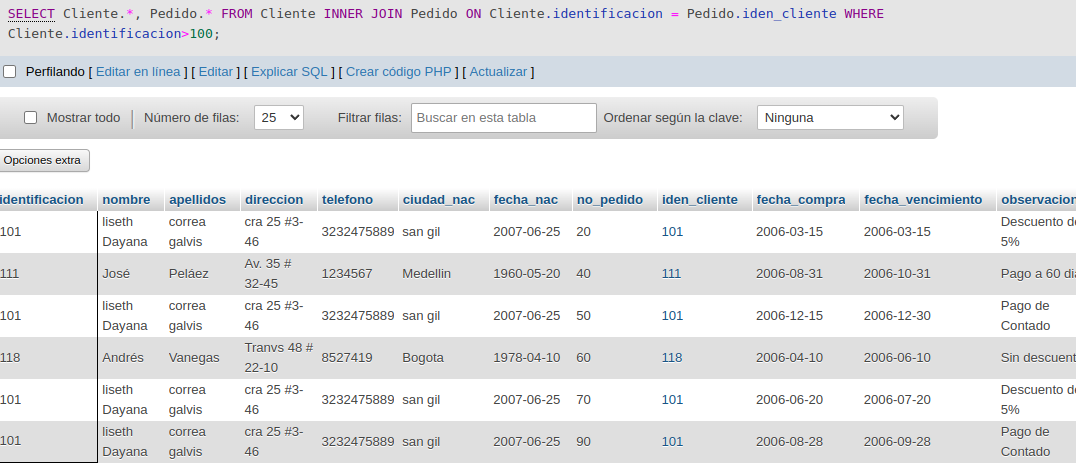 SELECT Cliente.*, Pedido.* FROM Cliente INNER JOIN Pedido ON Cliente.identificacion = Pedido.iden_cliente WHERE
Cliente.identificacion>100;
Perfilando [ Editar en línea ] [ Editar ] [ Explicar SQL ] [ Crear código PHP ] [ Actualizar ]
Mostrar todo Número de filas: 25 Filtrar filas: Buscar en esta tabla Ordenar según la clave: Ninguna
Opciones extra
identificacion nombre apellidos direccion telefono ciudad_nac fecha_nac no_pedido iden_cliente fecha_compra fecha_vencimiento observacion
liseth correa cra 25 #3- Descuento de
101 3232475889 san gil 2007-06-25 20 101 2006-03-15 2006-03-15
Dayana galvis 46 5%
Av. 35 #
111 José Peláez 1234567 Medellin 1960-05-20 40 111 2006-08-31 2006-10-31 Pago a 60 dia
32-45
liseth correa cra 25 #3- Pago de
101 3232475889 san gil 2007-06-25 50 101 2006-12-15 2006-12-30
Dayana galvis 46 Contado
Tranvs 48 #
118 Andrés Vanegas 8527419 Bogota 1978-04-10 60 118 2006-04-10 2006-06-10 Sin descuent
22-10
liseth correa cra 25 #3- Descuento de
101 3232475889 san gil 2007-06-25 70 101 2006-06-20 2006-07-20
Dayana galvis 46 5%
liseth correa cra 25 #3- Pago de
101 3232475889 san gil 2007-06-25 90 101 2006-08-28 2006-09-28
Dayana galvis 46 Contado